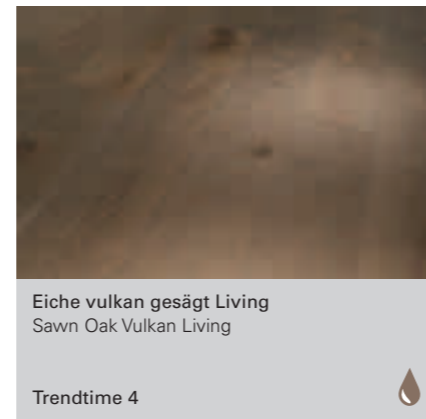 Eiche vulkan gesägt Living
Sawn Oak Vulkan Living
Trendtime 4